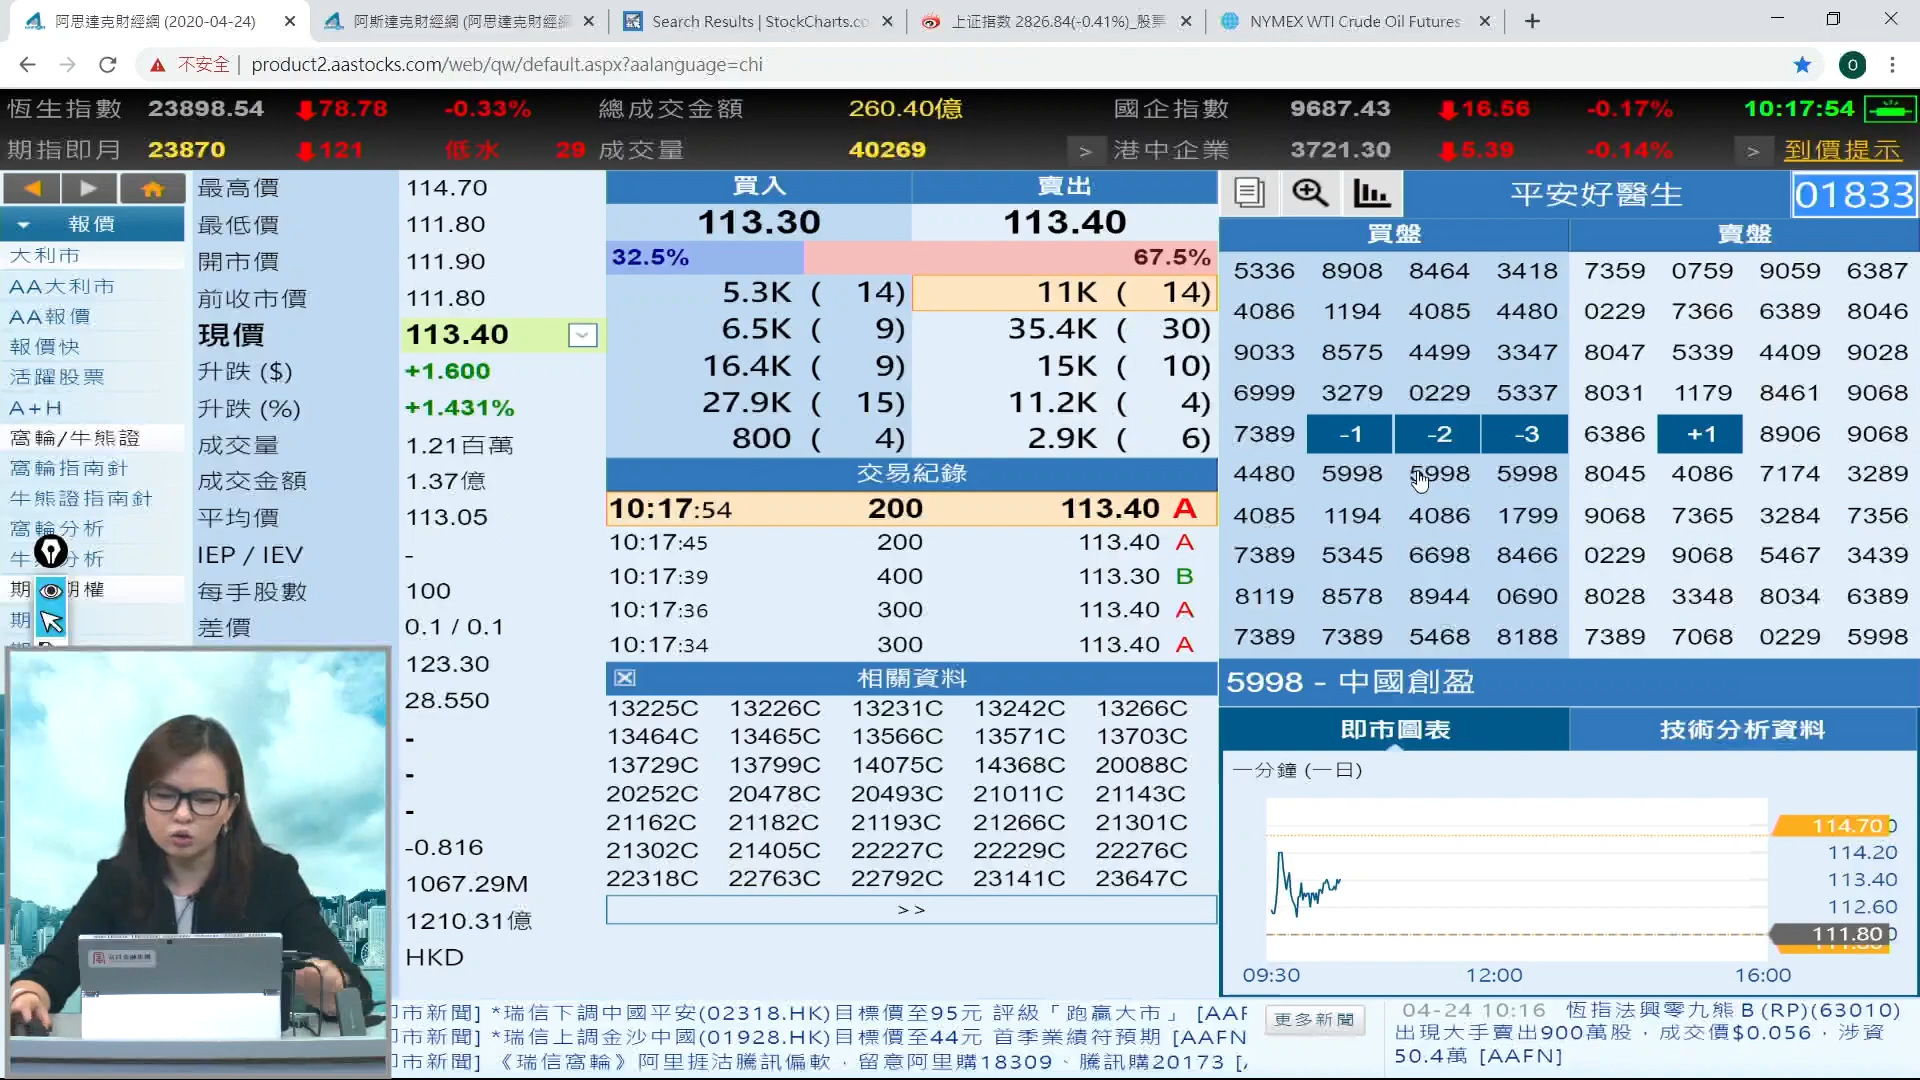 阿思達克財經網 (2020-04-24)
阿斯達克財經網 (阿思達克財經網
Search Results | StockCharts.co
上证指数 2826.84(-0.41%)_股票
NYMEX WTI Crude Oil Futures
不安全 | product2.aastocks.com/web/qw/default.aspx?aalanguage=chi
O
恆生指數 23898.54 78.78 -0.33% 總成交金額 260.40億 國企指數 9687.43 16.56 -0.17% 10:17:54
期指即月 23870 121 低水 29 成交量 40269 > 港中企業 3721.30 5.39 -0.14% > 到價提示
報價
大利市
AA大利市
AA報價
報價快
活躍股票
A+H
窩輪/牛熊證
窩輪指南針
牛熊證指南針
窩輪分析
牛 分析
期 期權
期
最高價 114.70
最低價 111.80
開市價 111.90
前收市價 111.80
現價 113.40
升跌 ($) +1.600
升跌 (%) +1.431%
成交量 1.21百萬
成交金額 1.37億
平均價 113.05
IEP / IEV -
每手股數 100
差價 0.1 / 0.1
123.30
28.550
-
-
-
-0.816
1067.29M
1210.31億
HKD
買入 賣出
113.30 113.40
32.5% 67.5%
5.3K ( 14) 11K ( 14)
6.5K ( 9) 35.4K ( 30)
16.4K ( 9) 15K ( 10)
27.9K ( 15) 11.2K ( 4)
800 ( 4) 2.9K ( 6)
交易紀錄
10:17:54 200 113.40 A
10:17:45 200 113.40 A
10:17:39 400 113.30 B
10:17:36 300 113.40 A
10:17:34 300 113.40 A
相關資料
13225C 13226C 13231C 13242C 13266C
13464C 13465C 13566C 13571C 13703C
13729C 13799C 14075C 14368C 20088C
20252C 20478C 20493C 21011C 21143C
21162C 21182C 21193C 21266C 21301C
21302C 21405C 22227C 22229C 22276C
22318C 22763C 22792C 23141C 23647C
>>
平安好醫生 01833
買盤 賣盤
5336 8908 8464 3418 7359 0759 9059 6387
4086 1194 4085 4480 0229 7366 6389 8046
9033 8575 4499 3347 8047 5339 4409 9028
6999 3279 0229 5337 8031 1179 8461 9068
7389 -1 -2 -3 6386 +1 8906 9068
4480 5998 5998 5998 8045 4086 7174 3289
4085 1194 4086 1799 9068 7365 3284 7356
7389 5345 6698 8466 0229 9068 5467 3439
8119 8578 8944 0690 8028 3348 8034 6389
7389 7389 5468 8188 7389 7068 0229 5998
5998 - 中國創盈
即市圖表 技術分析資料
一分鐘 (一日)
114.70
114.20
113.40
112.60
111.80
09:30 12:00 16:00
市新聞] *瑞信下調中國平安(02318.HK)目標價至95元 評級「跑贏大市」 [AAF
市新聞] *瑞信上調金沙中國(01928.HK)目標價至44元 首季業績符預期 [AAFN
市新聞] 《瑞信窩輪》阿里捱沽騰訊偏軟，留意阿里購18309、騰訊購20173 [
更多新聞
04-24 10:16 恆指法興零九熊B(RP)(63010)
出現大手賣出900萬股，成交價$0.056，涉資
50.4萬 [AAFN]